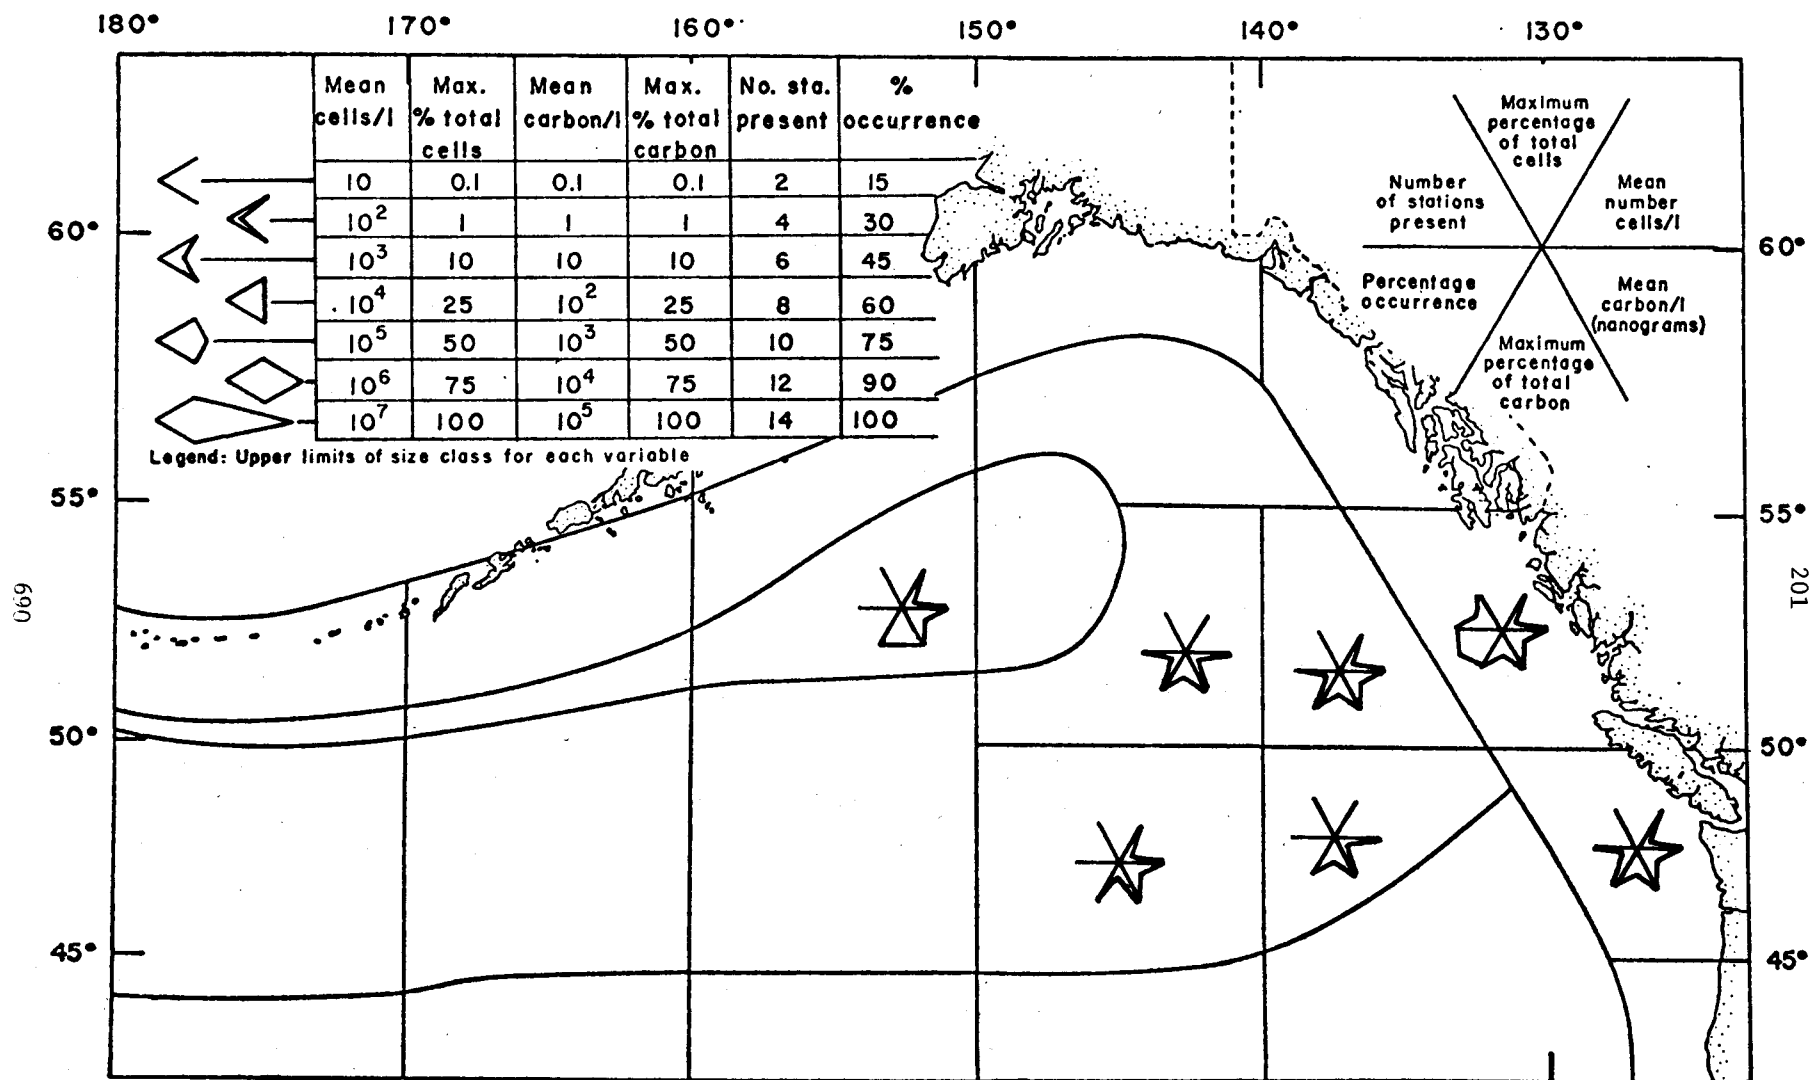 180° 170° 160° 150° 140° 130°
Mean Max. Mean Max. No. sta. %
cells/l % total carbon/l % total present occurrence
cells carbon
10 0.1 0.1 0.1 2 15
10² 1 1 1 4 30
10³ 10 10 10 6 45
10⁴ 25 10² 25 8 60
10⁵ 50 10³ 50 10 75
10⁶ 75 10⁴ 75 12 90
10⁷ 100 10⁵ 100 14 100
Legend: Upper limits of size class for each variable
Maximum
percentage
of total
cells
Number
of stations
present
Mean
number
cells/l
Percentage
occurrence
Mean
carbon/l
(nanograms)
Maximum
percentage
of total
carbon
60° 60°
55° 55°
50° 50°
45° 45°
069
201